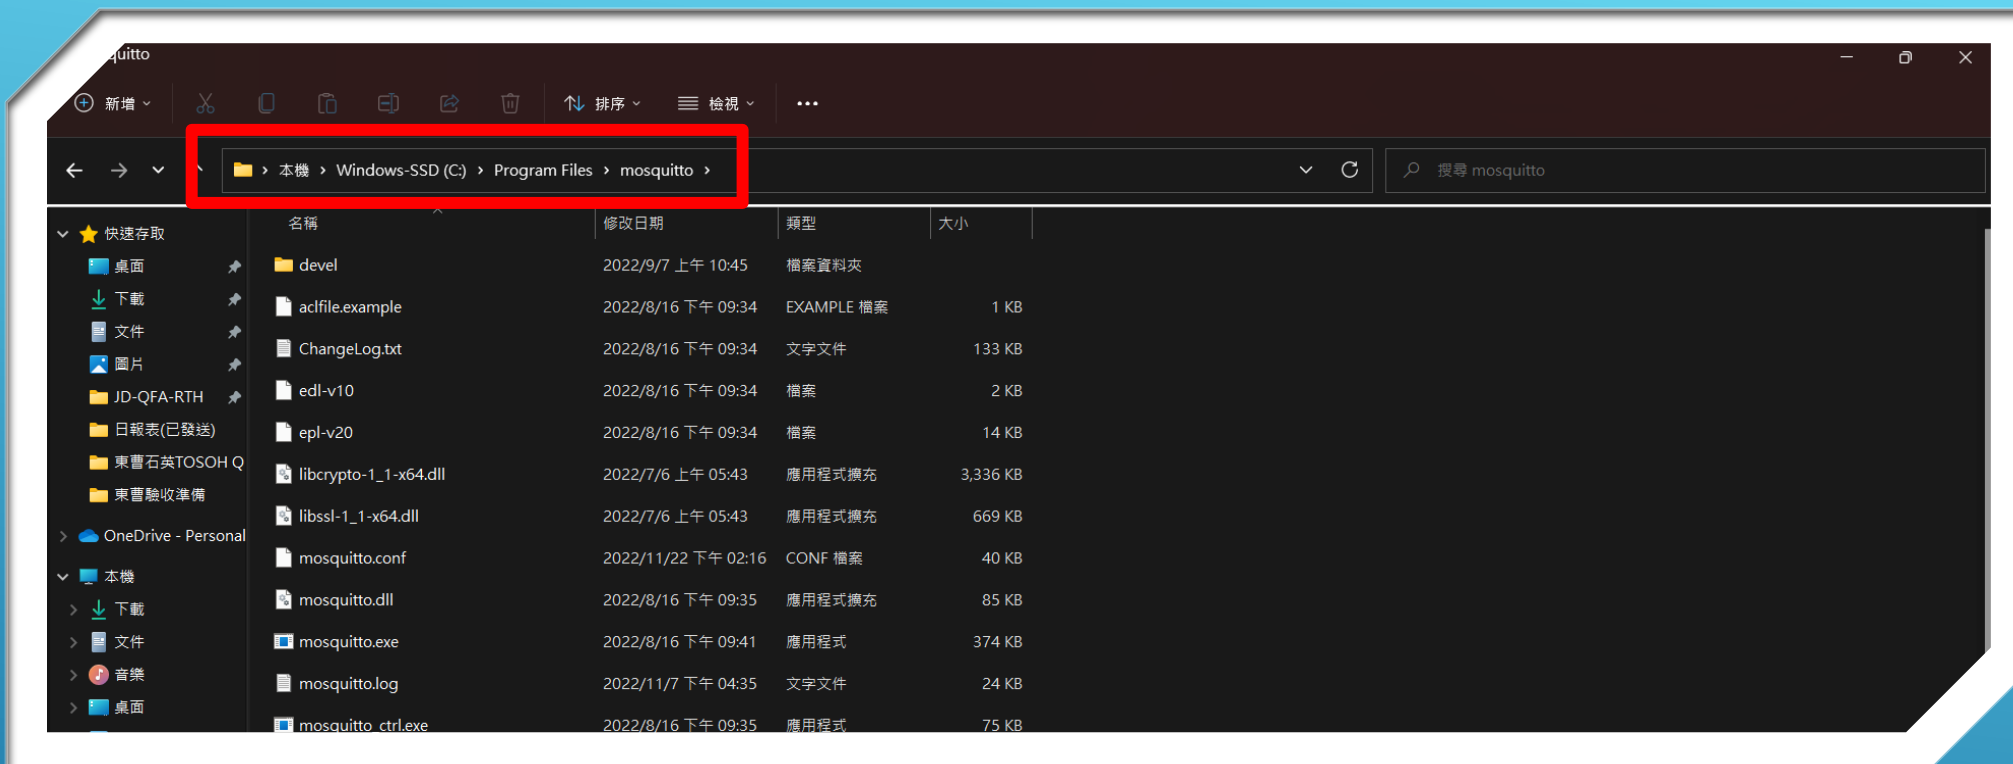 quitto
新增 排序 檢視 •••
本機 > Windows-SSD (C:) > Program Files > mosquitto > 搜尋 mosquitto
名稱 修改日期 類型 大小
快速存取
桌面
下載
文件
圖片
JD-QFA-RTH
日報表(已發送)
東曹石英TOSOH Q
東曹驗收準備
OneDrive - Personal
本機
下載
文件
音樂
桌面
devel 2022/9/7 上午 10:45 檔案資料夾
aclfile.example 2022/8/16 下午 09:34 EXAMPLE 檔案 1 KB
ChangeLog.txt 2022/8/16 下午 09:34 文字文件 133 KB
edl-v10 2022/8/16 下午 09:34 檔案 2 KB
epl-v20 2022/8/16 下午 09:34 檔案 14 KB
libcrypto-1_1-x64.dll 2022/7/6 上午 05:43 應用程式擴充 3,336 KB
libssl-1_1-x64.dll 2022/7/6 上午 05:43 應用程式擴充 669 KB
mosquitto.conf 2022/11/22 下午 02:16 CONF 檔案 40 KB
mosquitto.dll 2022/8/16 下午 09:35 應用程式擴充 85 KB
mosquitto.exe 2022/8/16 下午 09:41 應用程式 374 KB
mosquitto.log 2022/11/7 下午 04:35 文字文件 24 KB
mosquitto_ctrl.exe 2022/8/16 下午 09:35 應用程式 75 KB